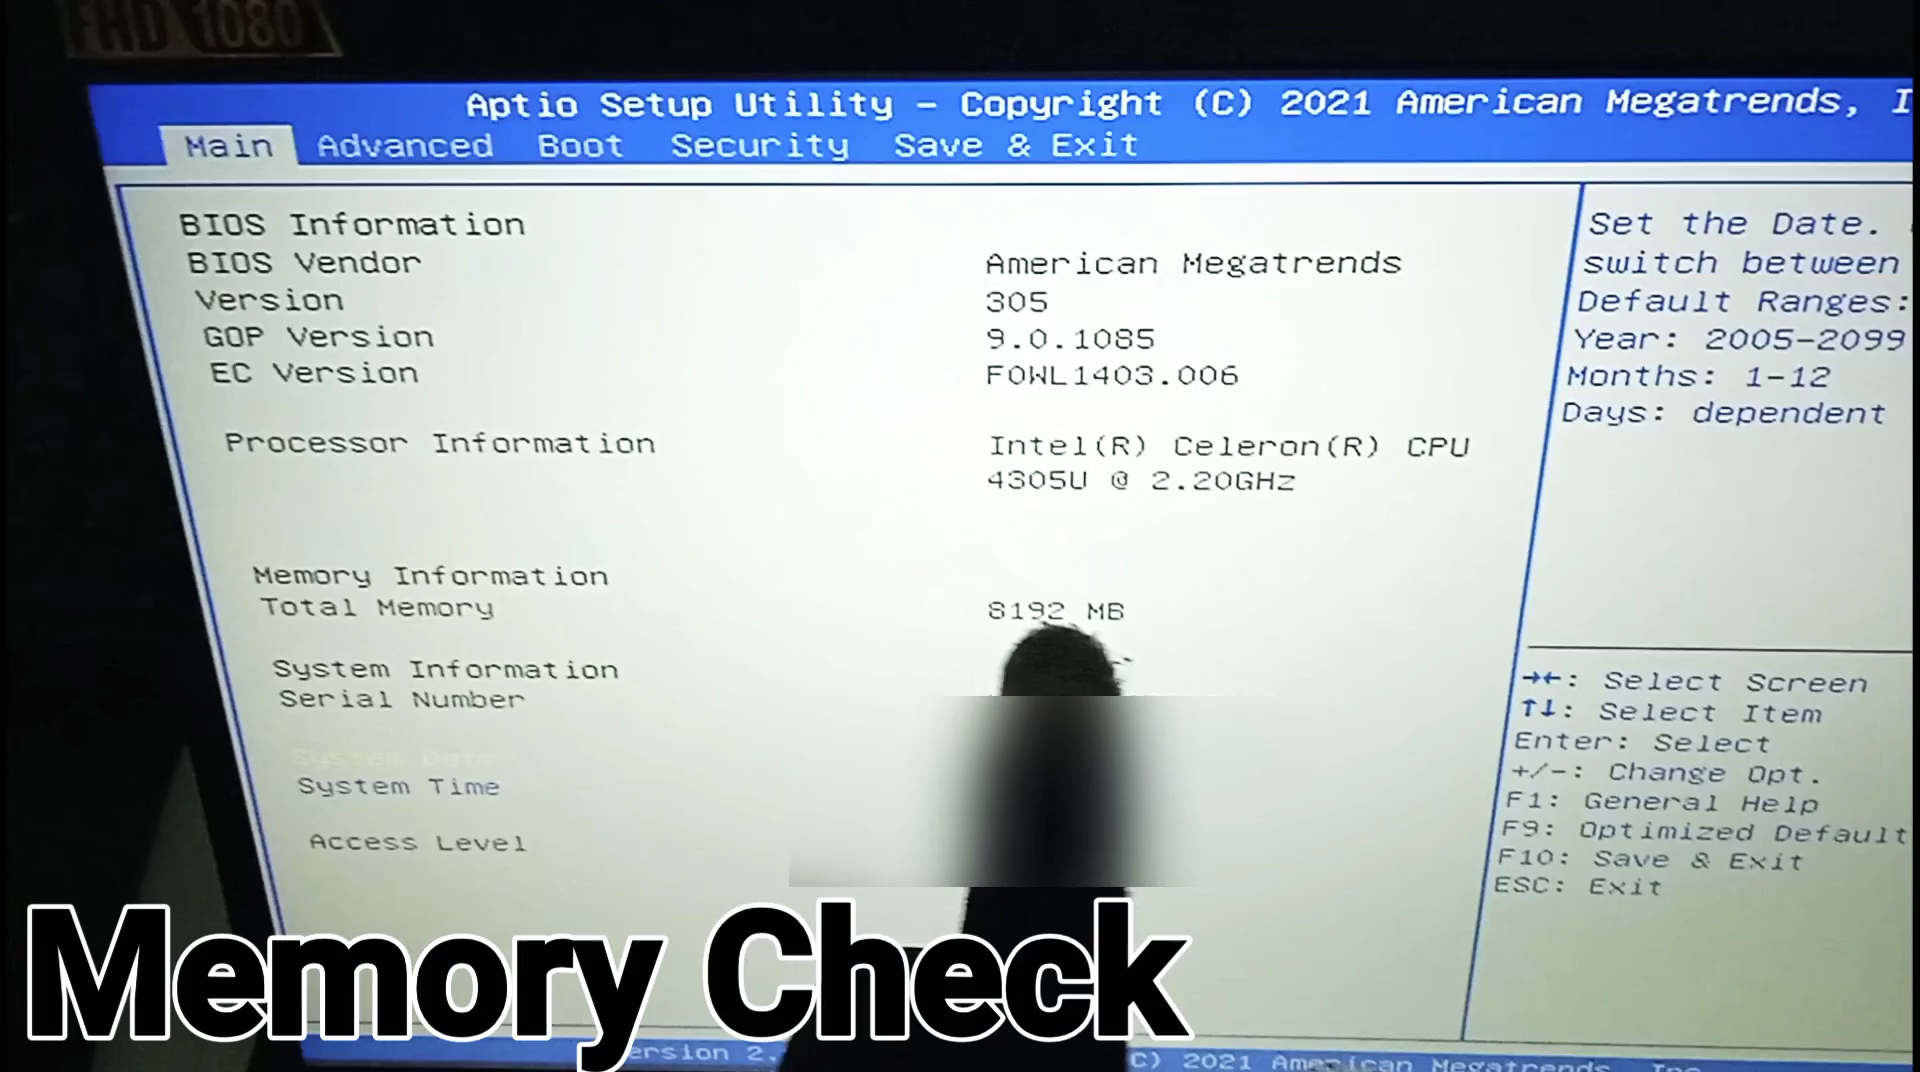 FHD 1080
Aptio Setup Utility – Copyright (C) 2021 American Megatrends, I
Main Advanced Boot Security Save & Exit
BIOS Information
BIOS Vendor American Megatrends
Version 305
GOP Version 9.0.1085
EC Version F0WL1403.006
Processor Information Intel(R) Celeron(R) CPU
4305U @ 2.20GHz
Memory Information
Total Memory 8192 MB
System Information
Serial Number
System Date
System Time
Access Level
Set the Date.
switch between
Default Ranges:
Year: 2005–2099
Months: 1–12
Days: dependent
→←: Select Screen
↑↓: Select Item
Enter: Select
+/-: Change Opt.
F1: General Help
F9: Optimized Default
F10: Save & Exit
ESC: Exit
Memory Check
ersion 2. C) 2021 American Megatrends, Inc